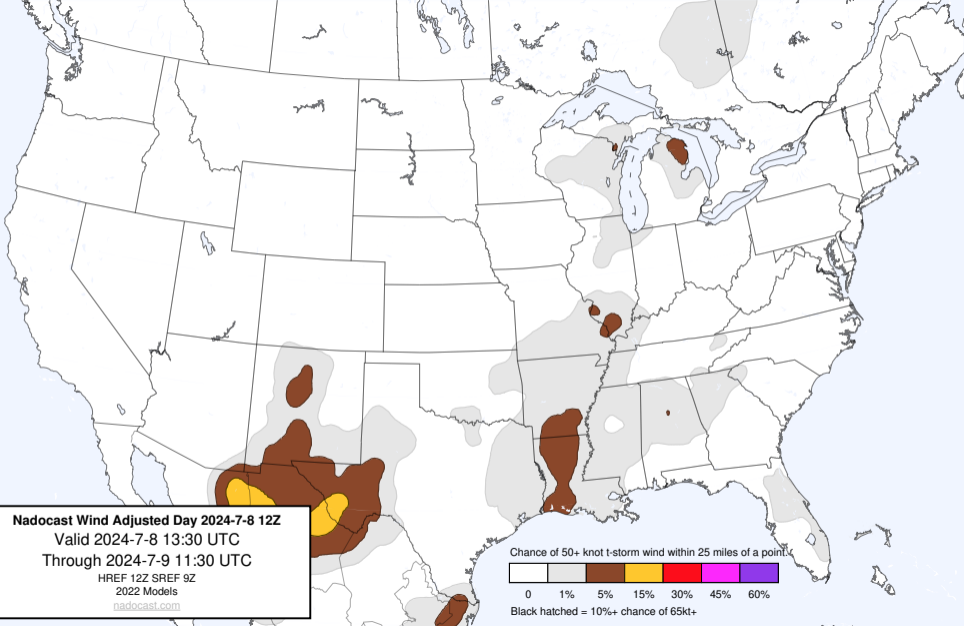 Nadocast Wind Adjusted Day 2024-7-8 12Z
Valid 2024-7-8 13:30 UTC
Through 2024-7-9 11:30 UTC
HREF 12Z SREF 9Z
2022 Models
nadocast.com
Chance of 50+ knot t-storm wind within 25 miles of a point.
0 1% 5% 15% 30% 45% 60%
Black hatched = 10%+ chance of 65kt+